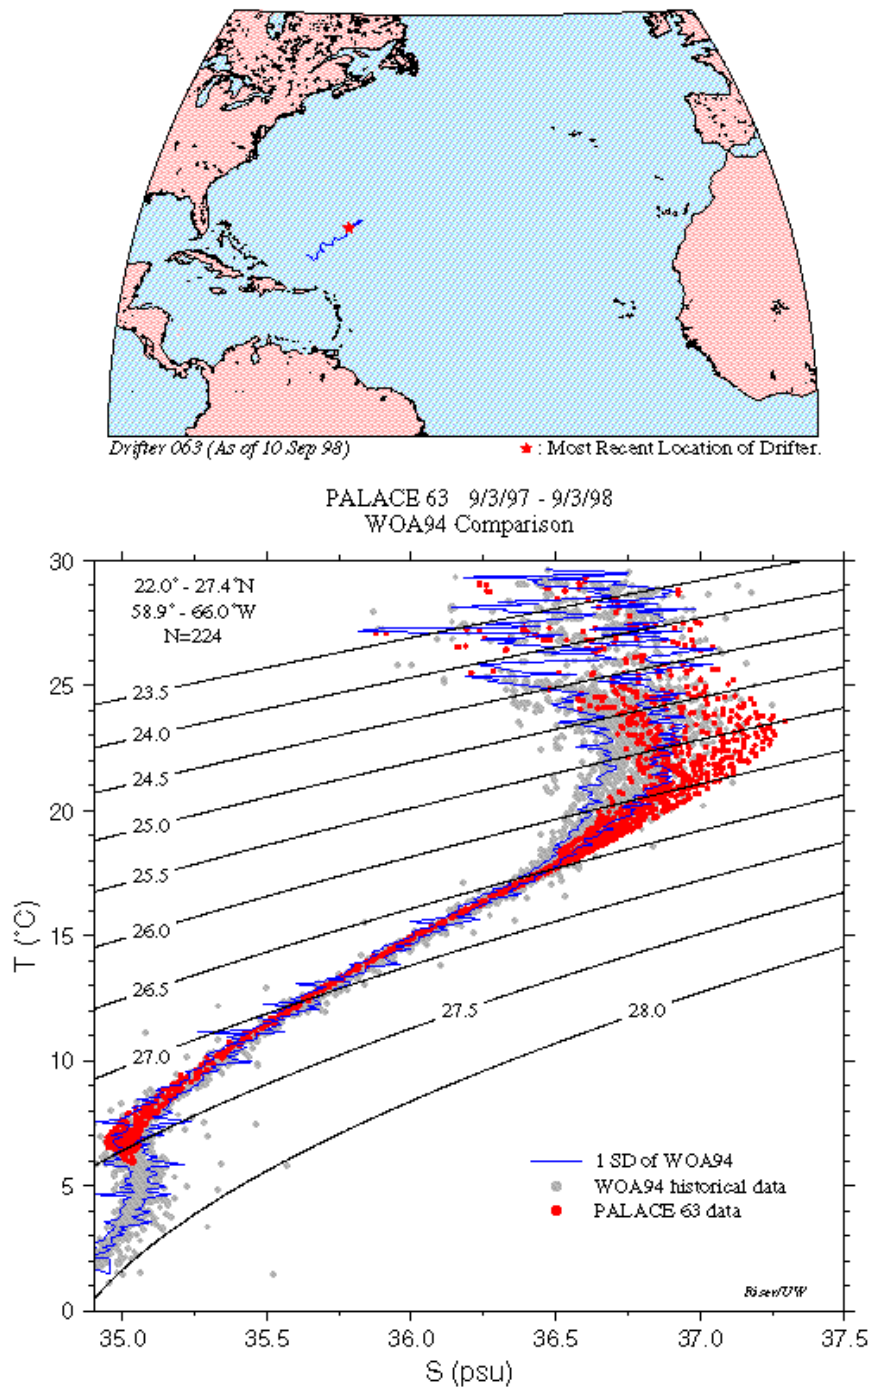 Drifter 063 (As of 10 Sep 98)
★ : Most Recent Location of Drifter.
PALACE 63 9/3/97 - 9/3/98
WOA94 Comparison
30
22.0° - 27.4°N
58.9° - 66.0°W
N=224
25
23.5
24.0
24.5
20
25.0
25.5
26.0
15
T (°C)
26.5
27.5
28.0
27.0
10
1 SD of WOA94
5
WOA94 historical data
PALACE 63 data
Riser/UW
0
35.0 35.5 36.0 36.5 37.0 37.5
S (psu)